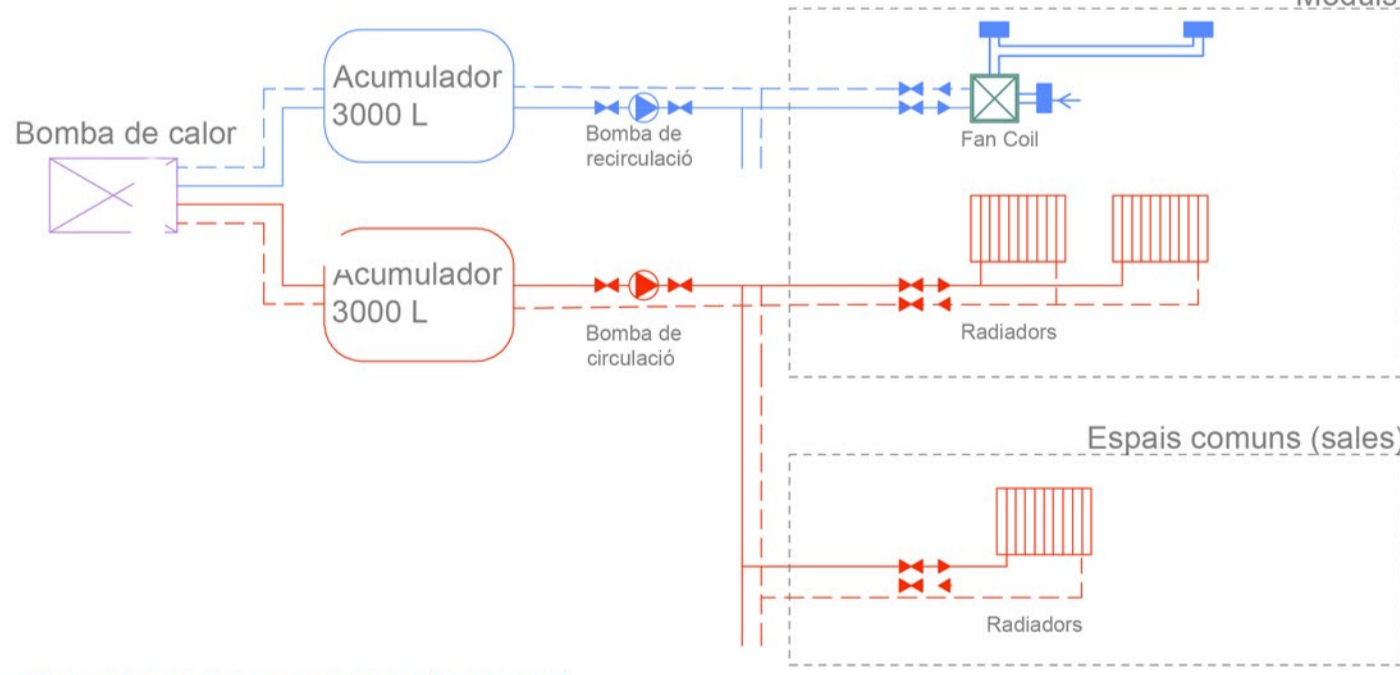 Mòduls
Acumulador
3000 L
Bomba de calor
Bomba de
recirculació
Fan Coil
Acumulador
3000 L
Bomba de
circulació
Radiadors
Espais comuns (sales)
Radiadors